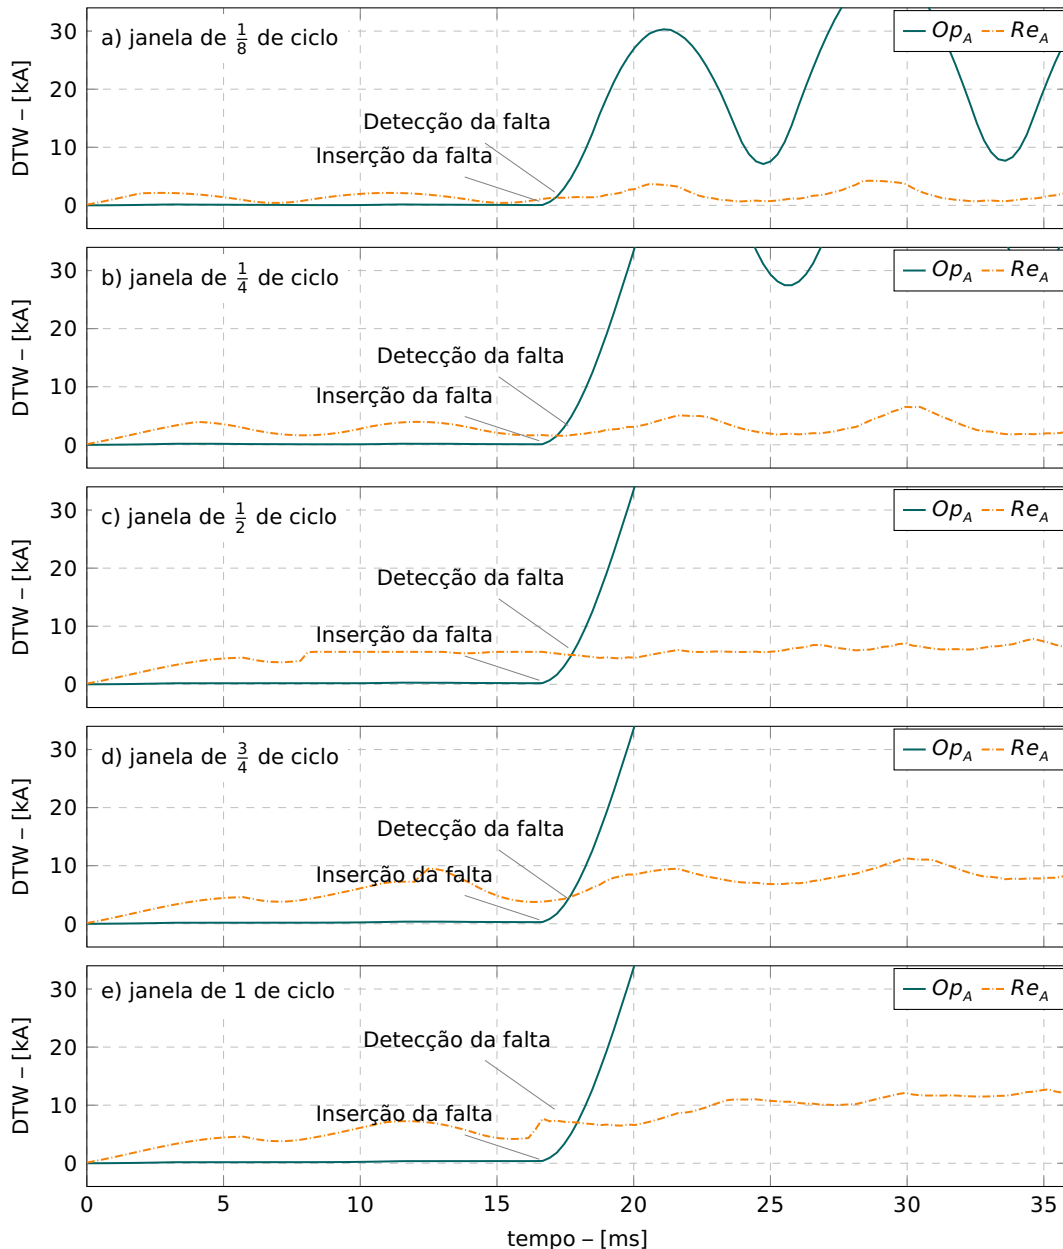 a) janela de 1/8 de ciclo
Op_A Re_A
DTW – [kA]
30
20
10
0
Detecção da falta
Inserção da falta
b) janela de 1/4 de ciclo
Op_A Re_A
DTW – [kA]
30
20
10
0
Detecção da falta
Inserção da falta
c) janela de 1/2 de ciclo
Op_A Re_A
DTW – [kA]
30
20
10
0
Detecção da falta
Inserção da falta
d) janela de 3/4 de ciclo
Op_A Re_A
DTW – [kA]
30
20
10
0
Detecção da falta
Inserção da falta
e) janela de 1 de ciclo
Op_A Re_A
DTW – [kA]
30
20
10
0
Detecção da falta
Inserção da falta
0 5 10 15 20 25 30 35
tempo – [ms]